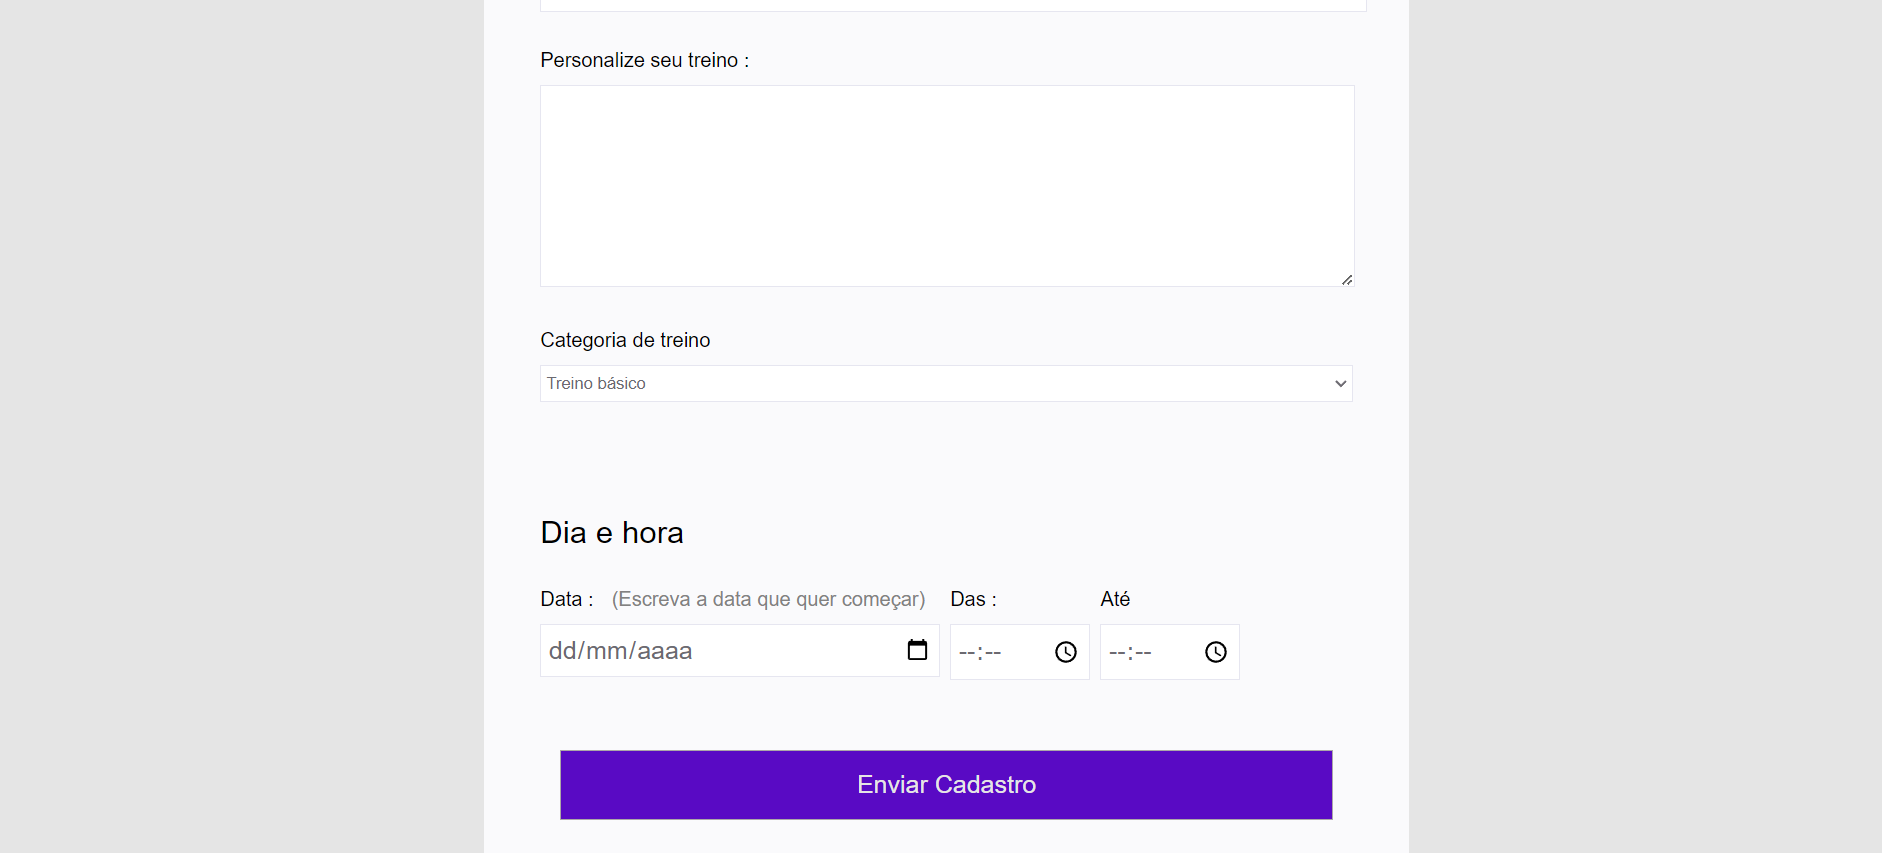 Personalize seu treino :
Categoria de treino
Treino básico
Dia e hora
Data : (Escreva a data que quer começar) Das : Até
dd/mm/aaaa --:-- --:--
Enviar Cadastro